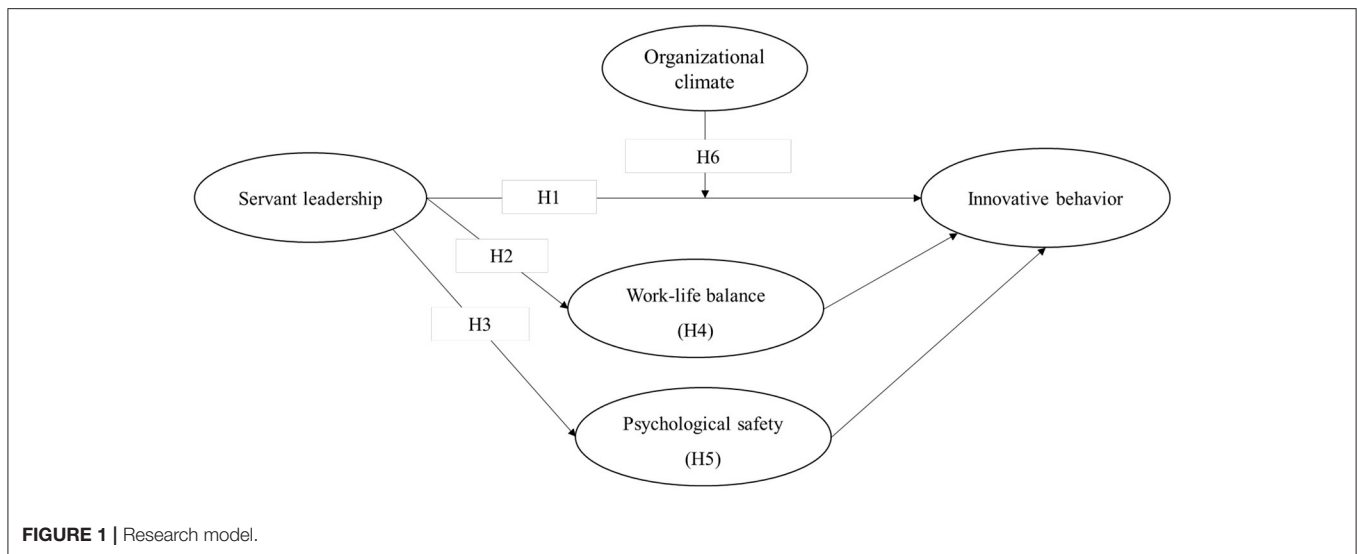 Organizational
climate
H6
Servant leadership
H1
Innovative behavior
H2
Work-life balance
(H4)
H3
Psychological safety
(H5)
FIGURE 1 | Research model.